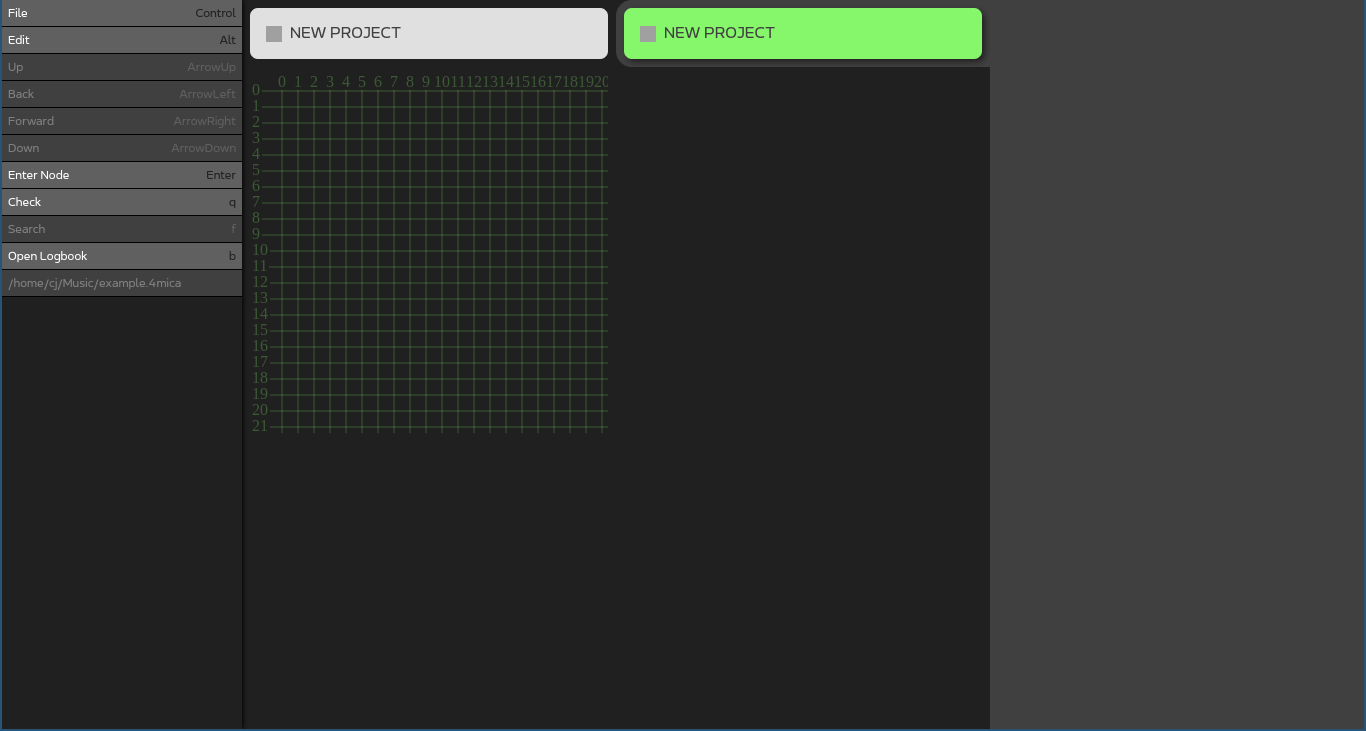 File Control
Edit Alt
Up ArrowUp
Back ArrowLeft
Forward ArrowRight
Down ArrowDown
Enter Node Enter
Check q
Search f
Open Logbook b
/home/cj/Music/example.4mica
NEW PROJECT
NEW PROJECT
0 1 2 3 4 5 6 7 8 9 10 11 12 13 14 15 16 17 18 19 20
0
1
2
3
4
5
6
7
8
9
10
11
12
13
14
15
16
17
18
19
20
21